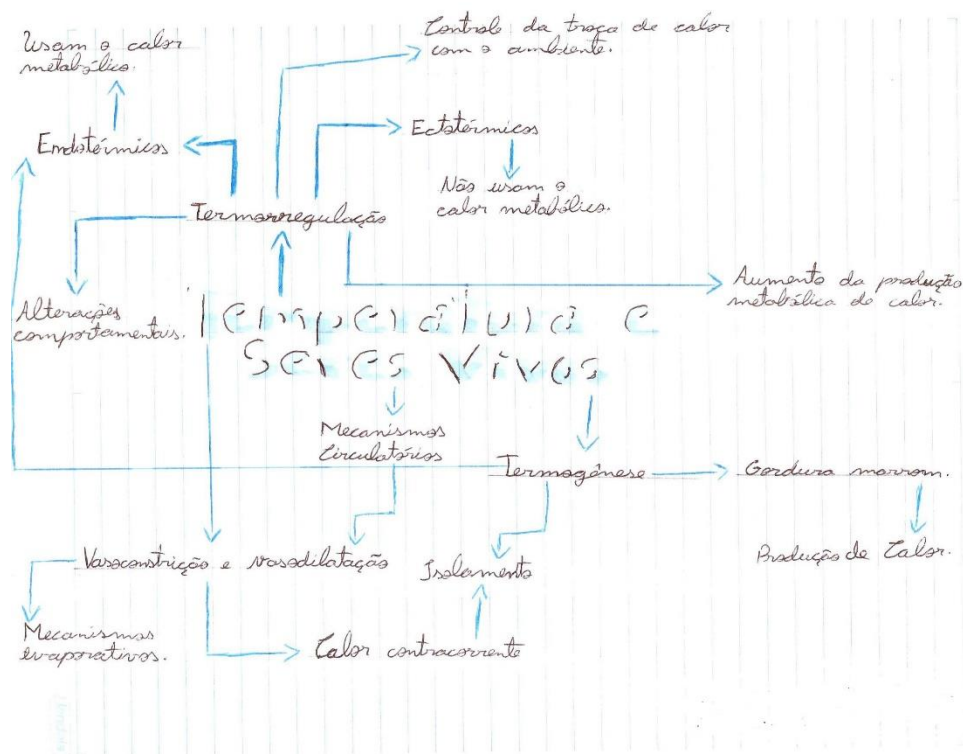 Controle da troca de calor
com o ambiente.
Usam o calor
metabólico.
Ectotérmicos
Endotérmicos
Não usam o
calor metabólico.
Termorregulação
Aumento da produção
metabólica de calor.
Alterações
comportamentais.
Temperatura e
Seres Vivos
Mecanismos
Circulatórios
Termogênese
Gordura marrom.
Vasoconstrição e vasodilatação
Isolamento
Produção de Calor.
Mecanismos
evaporativos.
Calor contracorrente